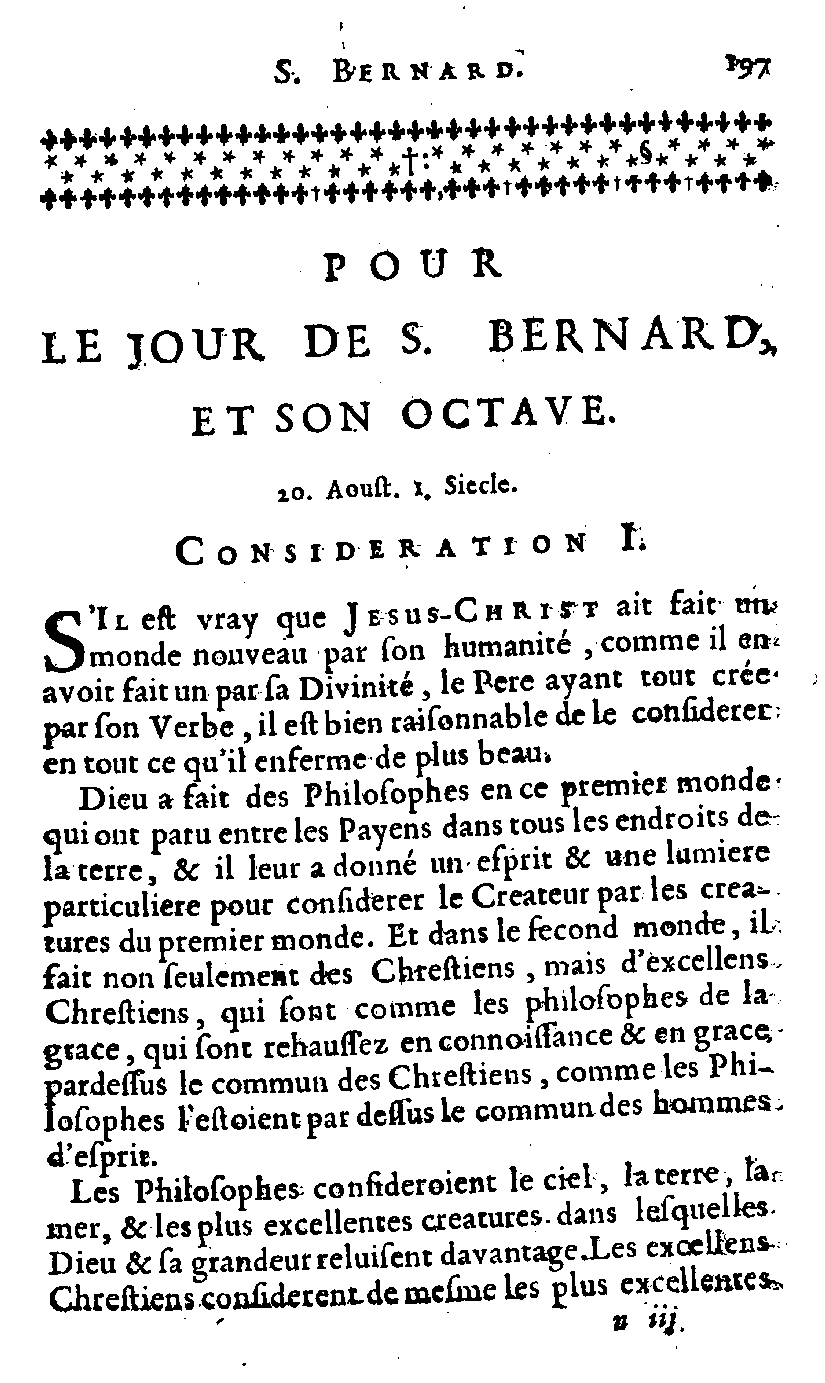 S. BERNARD. 197
POUR
LE JOUR DE S. BERNARD,
ET SON OCTAVE.
20. Aouſt. 1. Siecle.
CONSIDERATION I.
S'IL eſt vray que JESUS-CHRIST ait fait un
monde nouveau par ſon humanité, comme il en
avoit fait un par ſa Divinité, le Pere ayant tout crée
par ſon Verbe, il eſt bien raiſonnable de le conſiderer
en tout ce qu'il enferme de plus beau.
Dieu a fait des Philoſophes en ce premier monde
qui ont paru entre les Payens dans tous les endroits de
la terre, & il leur a donné un eſprit & une lumiere
particuliere pour conſiderer le Createur par les crea-
tures du premier monde. Et dans le ſecond monde, il
fait non ſeulement des Chreſtiens, mais d'excellens
Chreſtiens, qui ſont comme les philoſophes de la
grace, qui ſont rehauſſez en connoiſſance & en grace,
pardeſſus le commun des Chreſtiens, comme les Phi-
loſophes l'eſtoient par deſſus le commun des hommes
d'eſprit.
Les Philoſophes conſideroient le ciel, la terre, la
mer, & les plus excellentes creatures dans leſquelles
Dieu & ſa grandeur reluiſent davantage. Les excellens
Chreſtiens conſiderent de meſme les plus excellentes
n iij.